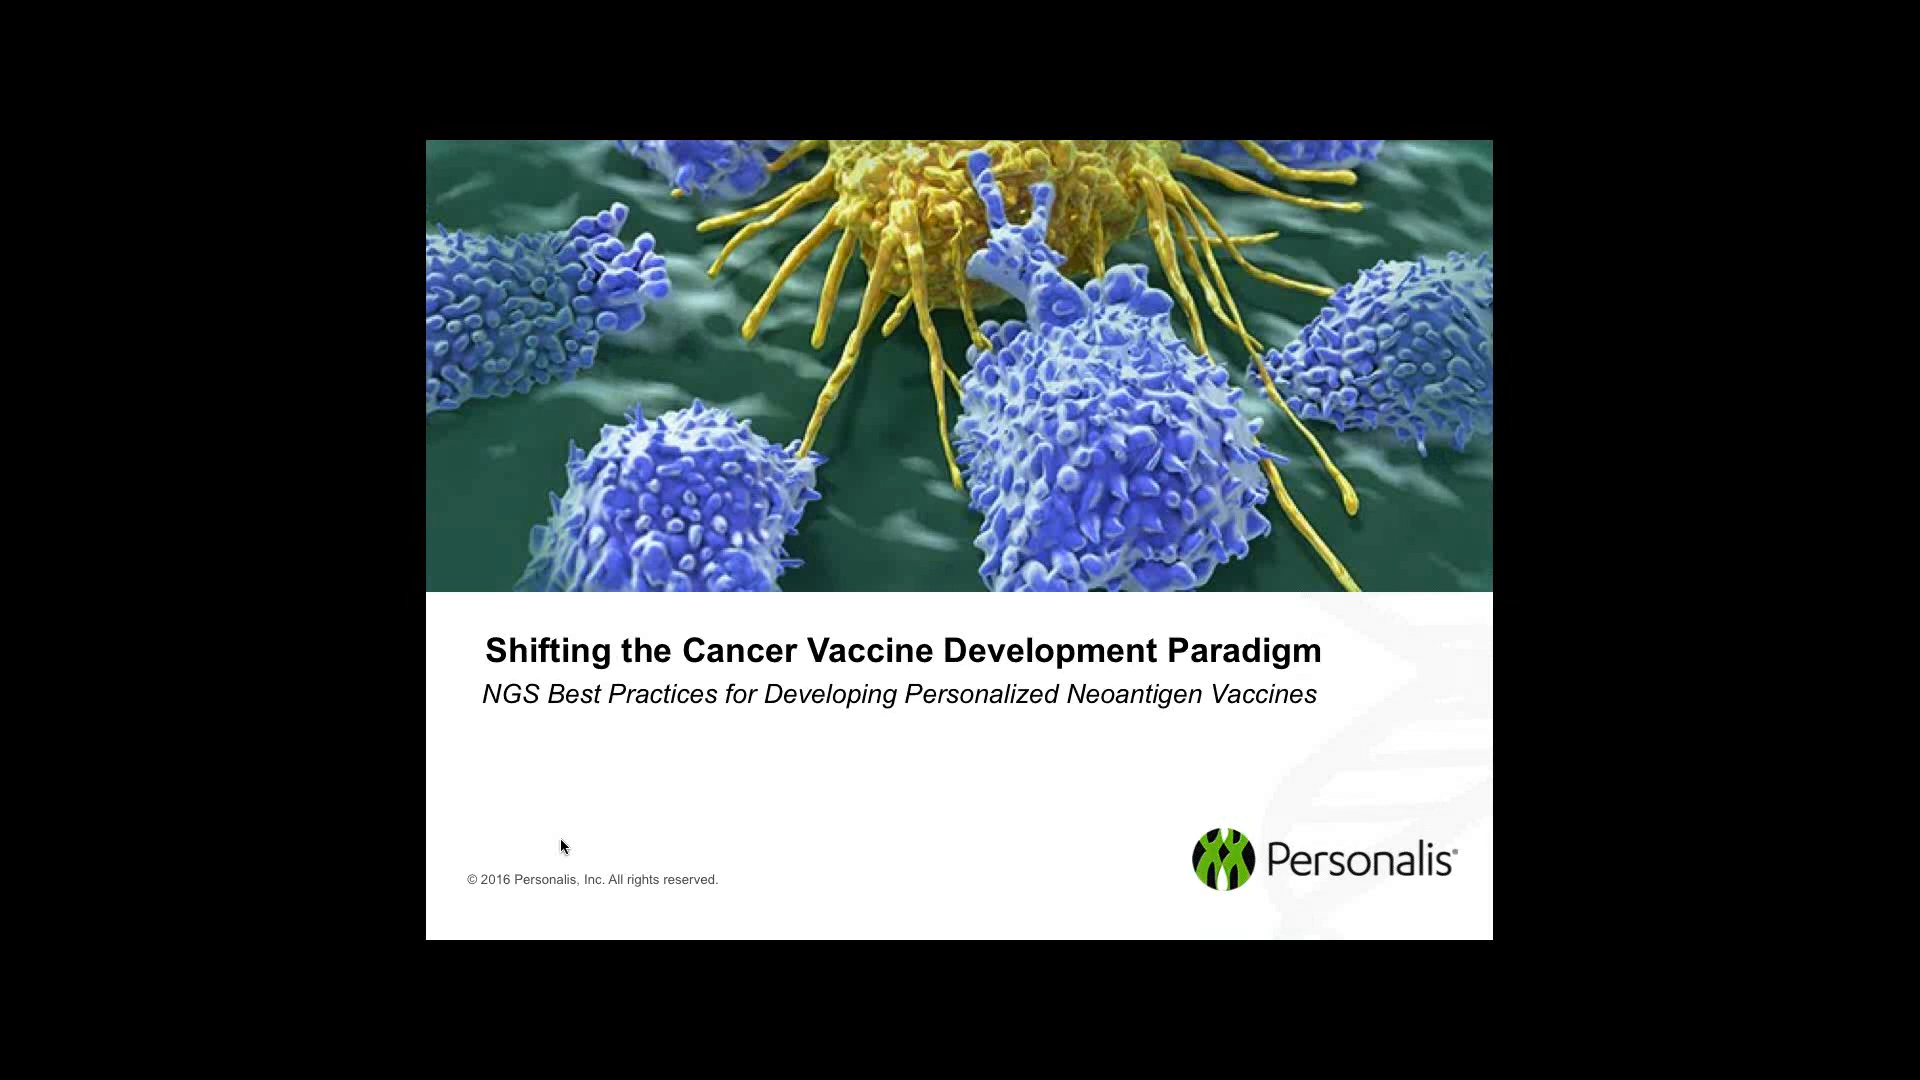 Shifting the Cancer Vaccine Development Paradigm
NGS Best Practices for Developing Personalized Neoantigen Vaccines
© 2016 Personalis, Inc. All rights reserved.
Personalis®